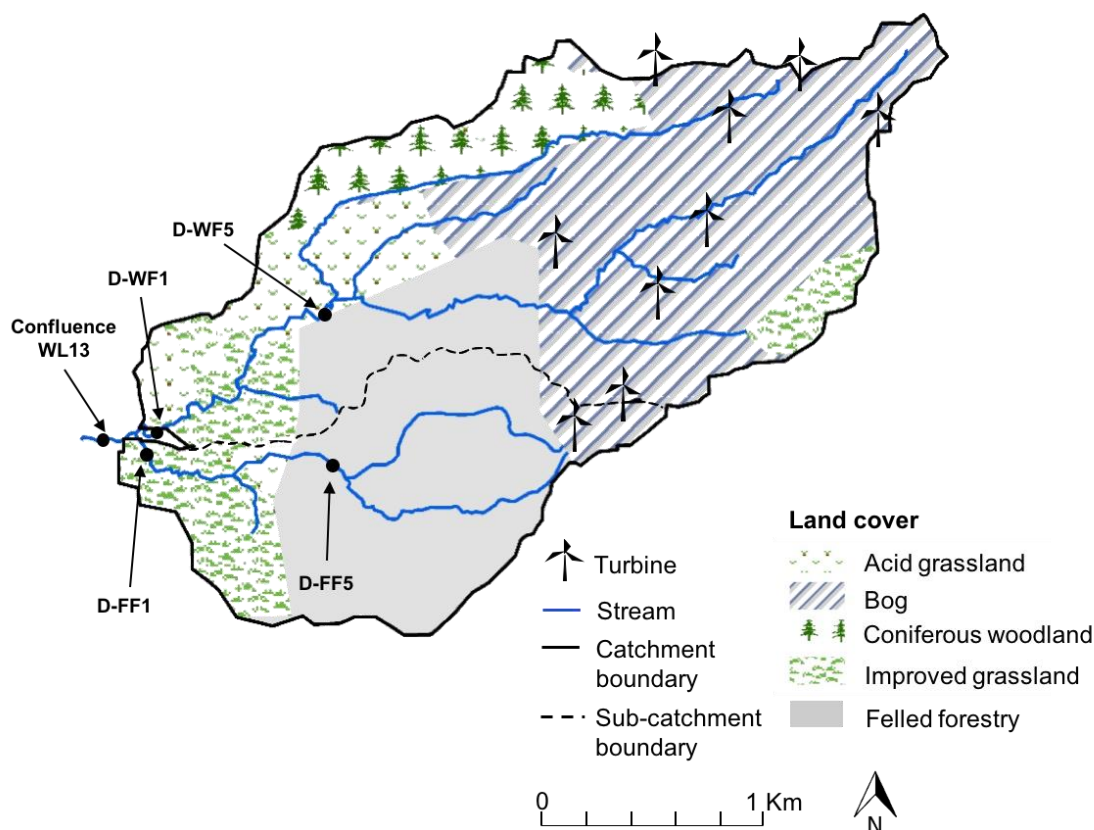 D-WF5
D-WF1
Confluence
WL13
D-FF1
D-FF5
Turbine
Stream
Catchment
boundary
Sub-catchment
boundary
Land cover
Acid grassland
Bog
Coniferous woodland
Improved grassland
Felled forestry
0 1 Km
N